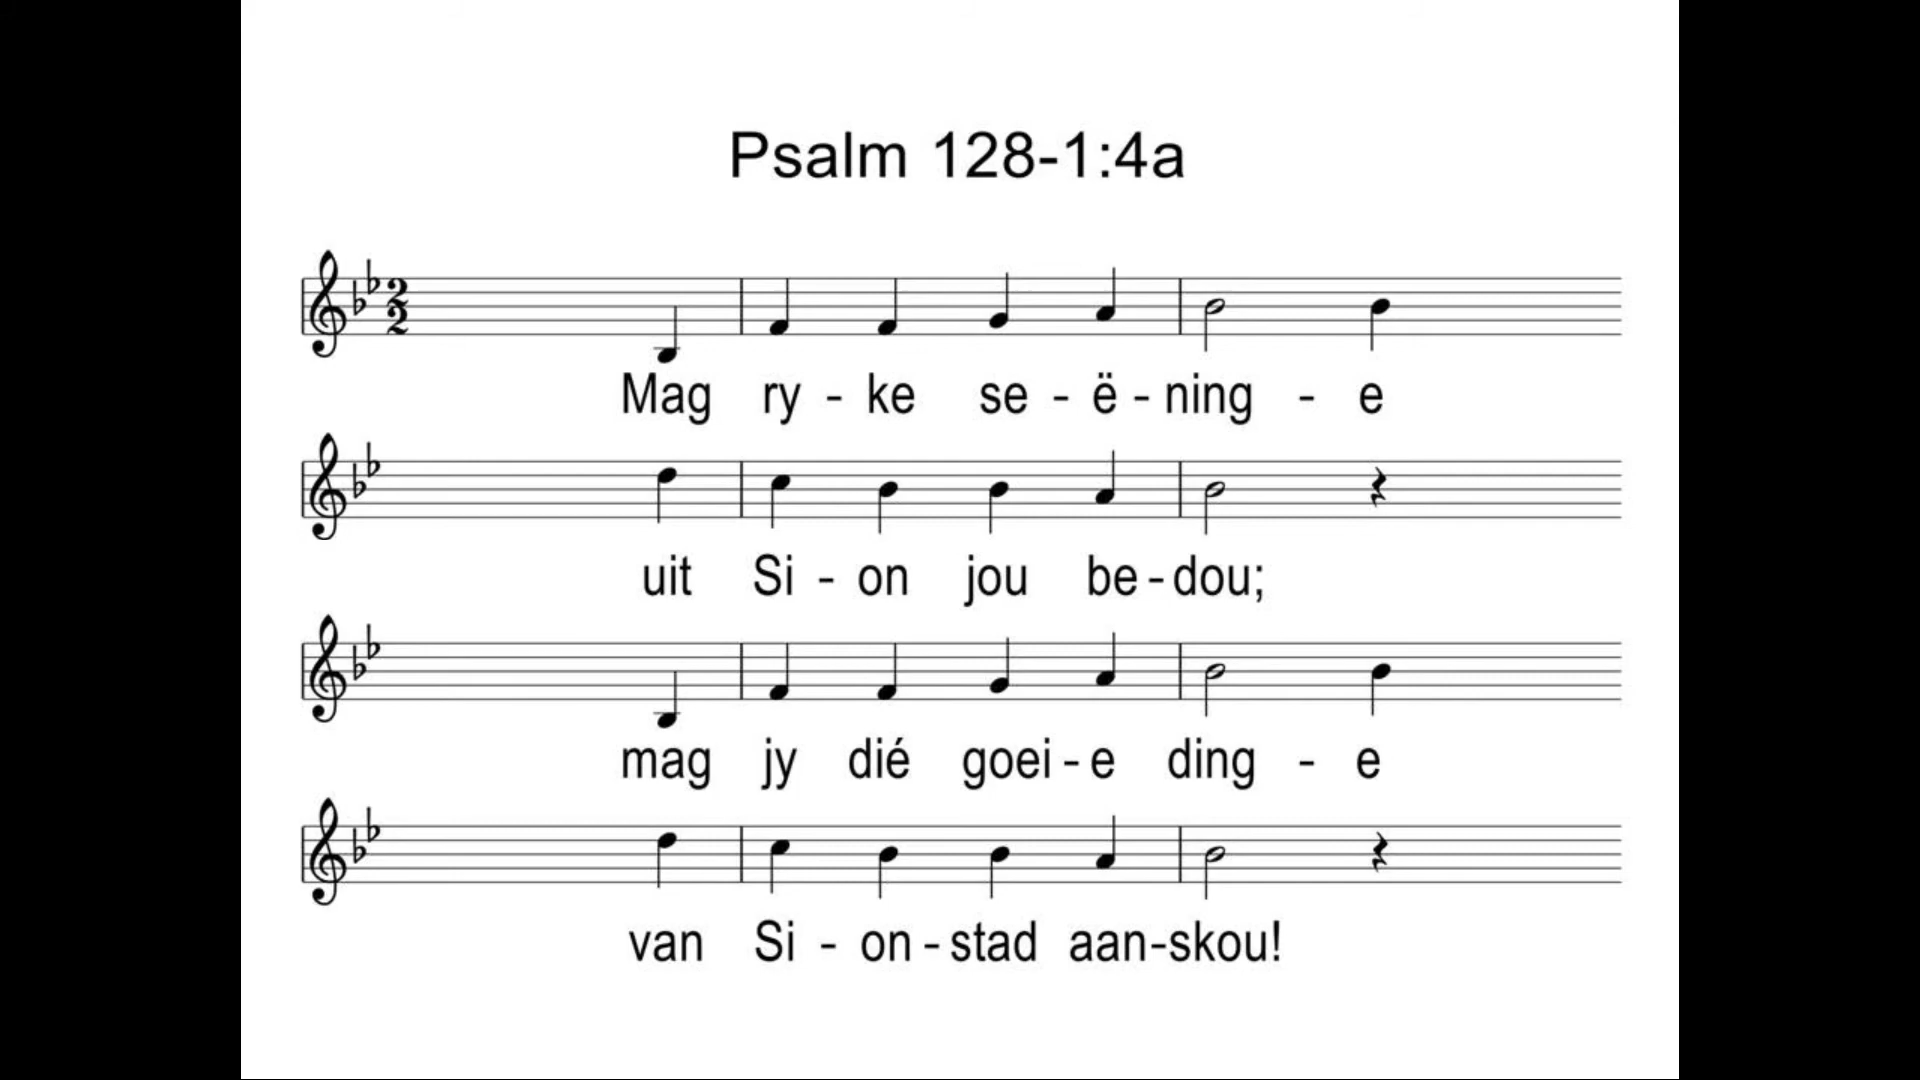 Psalm 128-1:4a
Mag ry - ke se - ë - ning - e
uit Si - on jou be - dou;
mag jy dié goei - e ding - e
van Si - on - stad aan - skou!